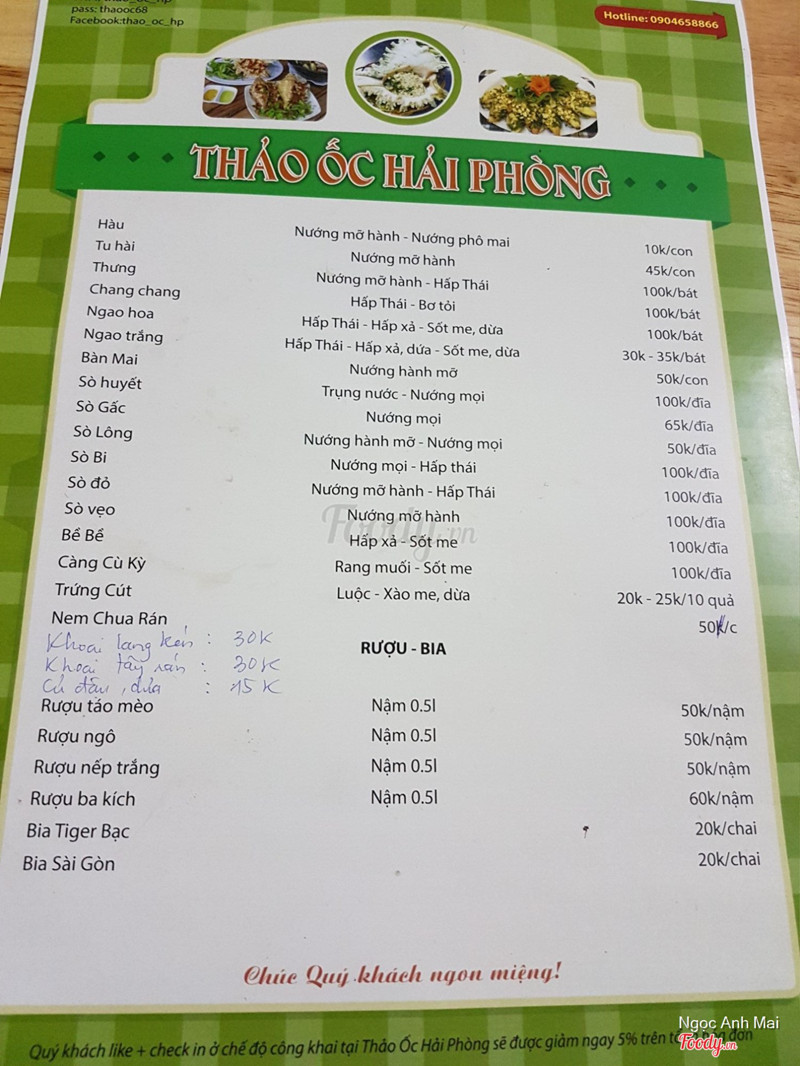 pass: thaooc68
Facebook:thao_oc_hp
Hotline: 0904658866
THẢO ỐC HẢI PHÒNG
Hàu Nướng mỡ hành - Nướng phô mai 10k/con
Tu hài Nướng mỡ hành 45k/con
Thưng Nướng mỡ hành - Hấp Thái 100k/bát
Chang chang Hấp Thái - Bơ tỏi 100k/bát
Ngao hoa Hấp Thái - Hấp xả - Sốt me, dừa 100k/bát
Ngao trắng Hấp Thái - Hấp xả, dứa - Sốt me, dừa 30k - 35k/bát
Bàn Mai Nướng hành mỡ 50k/con
Sò huyết Trụng nước - Nướng mọi 100k/đĩa
Sò Gấc Nướng mọi 65k/đĩa
Sò Lông Nướng hành mỡ - Nướng mọi 50k/đĩa
Sò Bi Nướng mọi - Hấp thái 100k/đĩa
Sò đỏ Nướng mỡ hành - Hấp Thái 100k/đĩa
Sò vẹo Nướng mỡ hành 100k/đĩa
Bề Bề Hấp xả - Sốt me 100k/đĩa
Càng Cù Kỳ Rang muối - Sốt me 100k/đĩa
Trứng Cút Luộc - Xào me, dừa 20k - 25k/10 quả
Nem Chua Rán 50k/c
Khoai lang kén : 30K
Khoai tây rán : 30K
Củ đậu, dứa : 15K
RƯỢU - BIA
Rượu táo mèo Nậm 0.5l 50k/nậm
Rượu ngô Nậm 0.5l 50k/nậm
Rượu nếp trắng Nậm 0.5l 50k/nậm
Rượu ba kích Nậm 0.5l 60k/nậm
Bia Tiger Bạc 20k/chai
Bia Sài Gòn 20k/chai
Chúc Quý khách ngon miệng!
Quý khách like + check in ở chế độ công khai tại Thảo Ốc Hải Phòng sẽ được giảm ngay 5% trên tổng hóa đơn
Foody.vn
Ngoc Anh Mai
Foody.vn